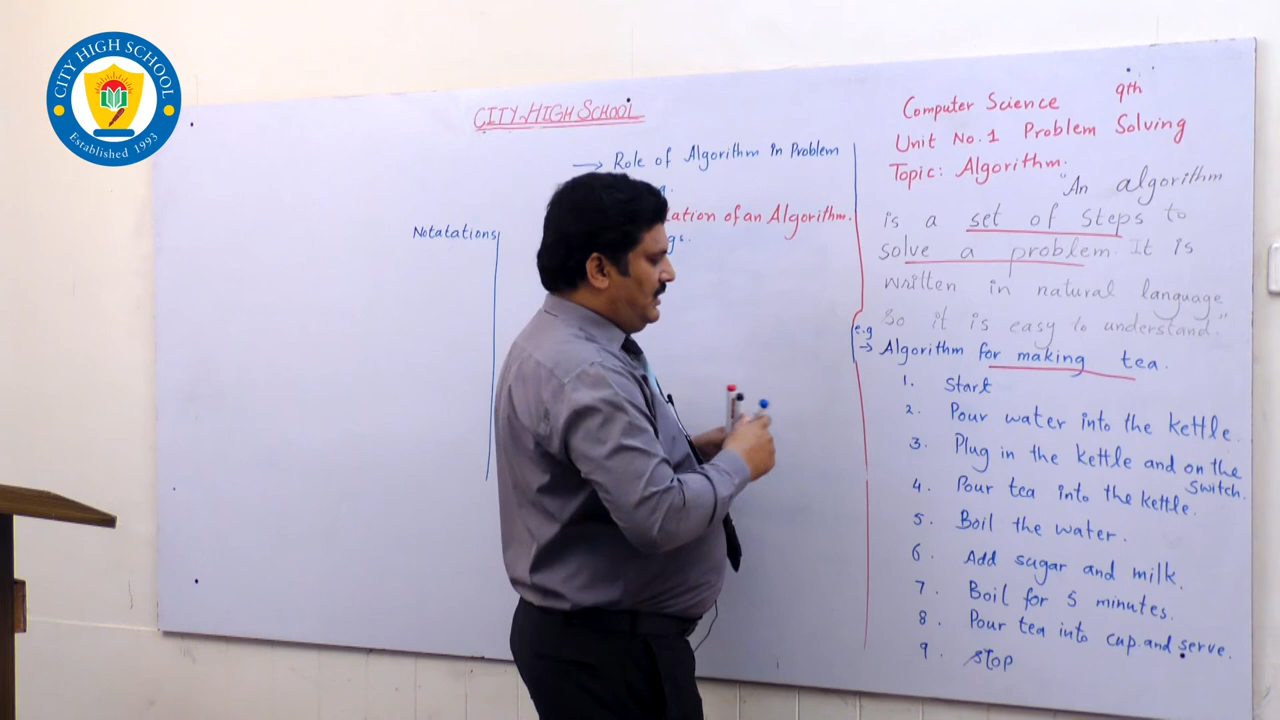 CITY HIGH SCHOOL
Established 1993
CITY HIGH SCHOOL
→ Role of Algorithm in Problem
ation of an Algorithm.
gs.
Notatations
Computer Science 9th
Unit No.1 Problem Solving
Topic: Algorithm.
"An algorithm
is a set of steps to
solve a problem. It is
written in natural language
So it is easy to understand."
e.g
→ Algorithm for making tea.
1. Start
2. Pour water into the kettle.
3. Plug in the kettle and on the
switch.
4. Pour tea into the kettle.
5. Boil the water.
6. Add sugar and milk.
7. Boil for 5 minutes.
8. Pour tea into cup.and serve.
9. Stop